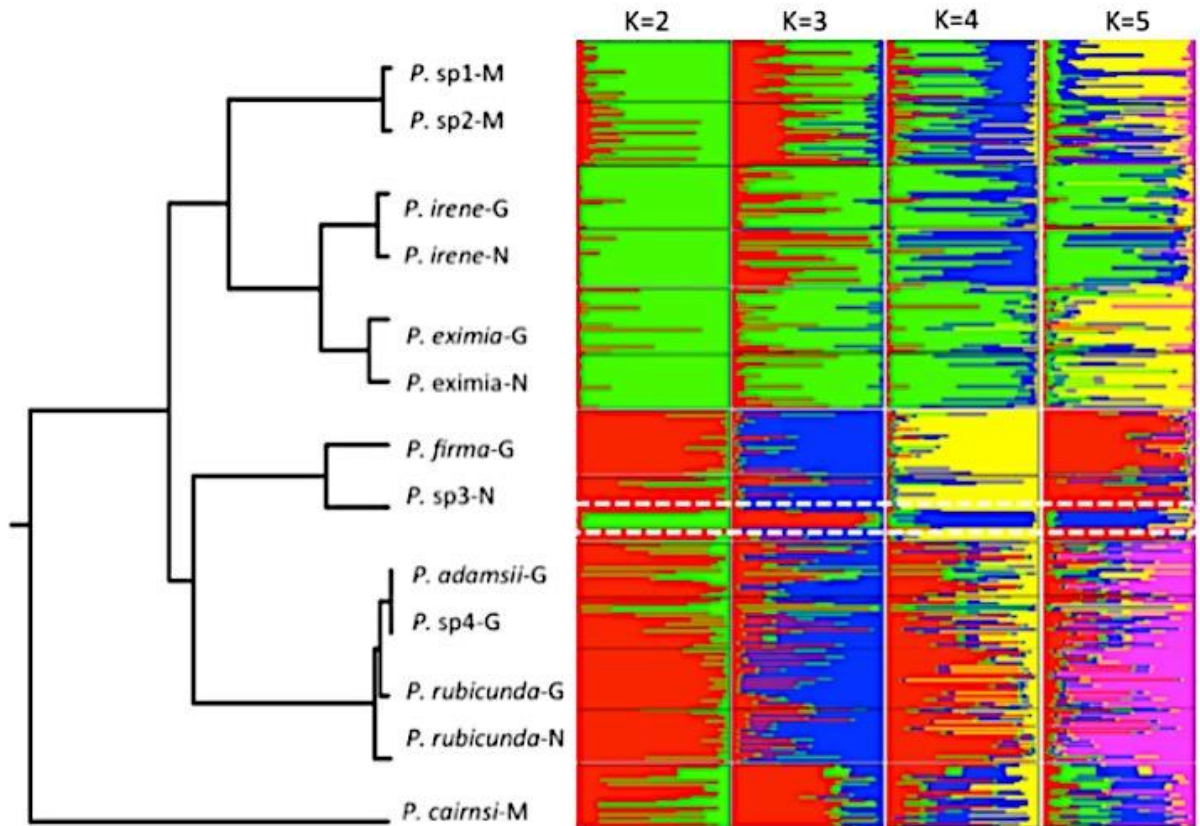 K=2 K=3 K=4 K=5
P. sp1-M
P. sp2-M
P. irene-G
P. irene-N
P. eximia-G
P. eximia-N
P. firma-G
P. sp3-N
P. adamsii-G
P. sp4-G
P. rubicunda-G
P. rubicunda-N
P. cairnsi-M